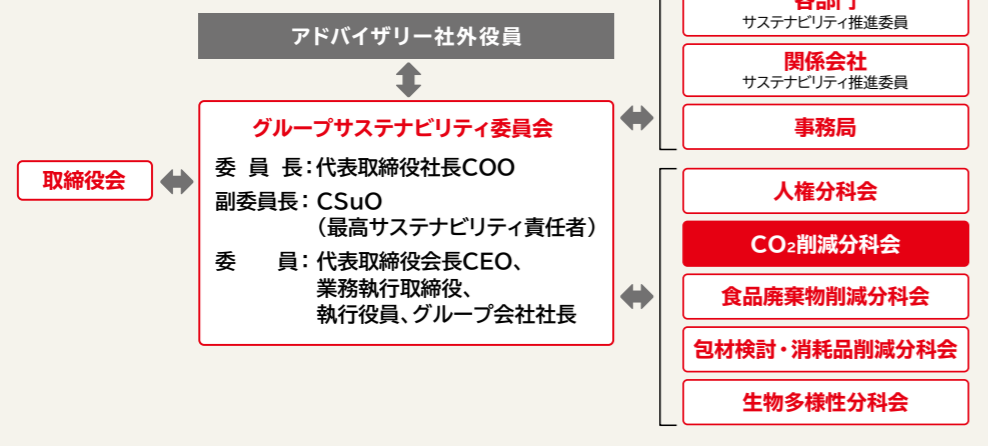 アドバイザリー社外役員
グループサステナビリティ委員会
委員長：代表取締役社長COO
副委員長：CSuO
（最高サステナビリティ責任者）
委　　員：代表取締役会長CEO、
業務執行取締役、
執行役員、グループ会社社長
取締役会
各部門
サステナビリティ推進委員
関係会社
サステナビリティ推進委員
事務局
人権分科会
CO₂削減分科会
食品廃棄物削減分科会
包材検討・消耗品削減分科会
生物多様性分科会